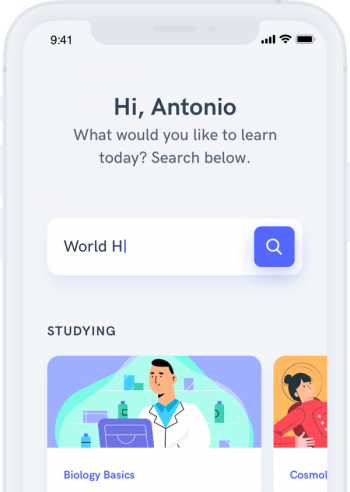 9:41
Hi, Antonio
What would you like to learn
today? Search below.
World H
STUDYING
Biology Basics
Cosmol